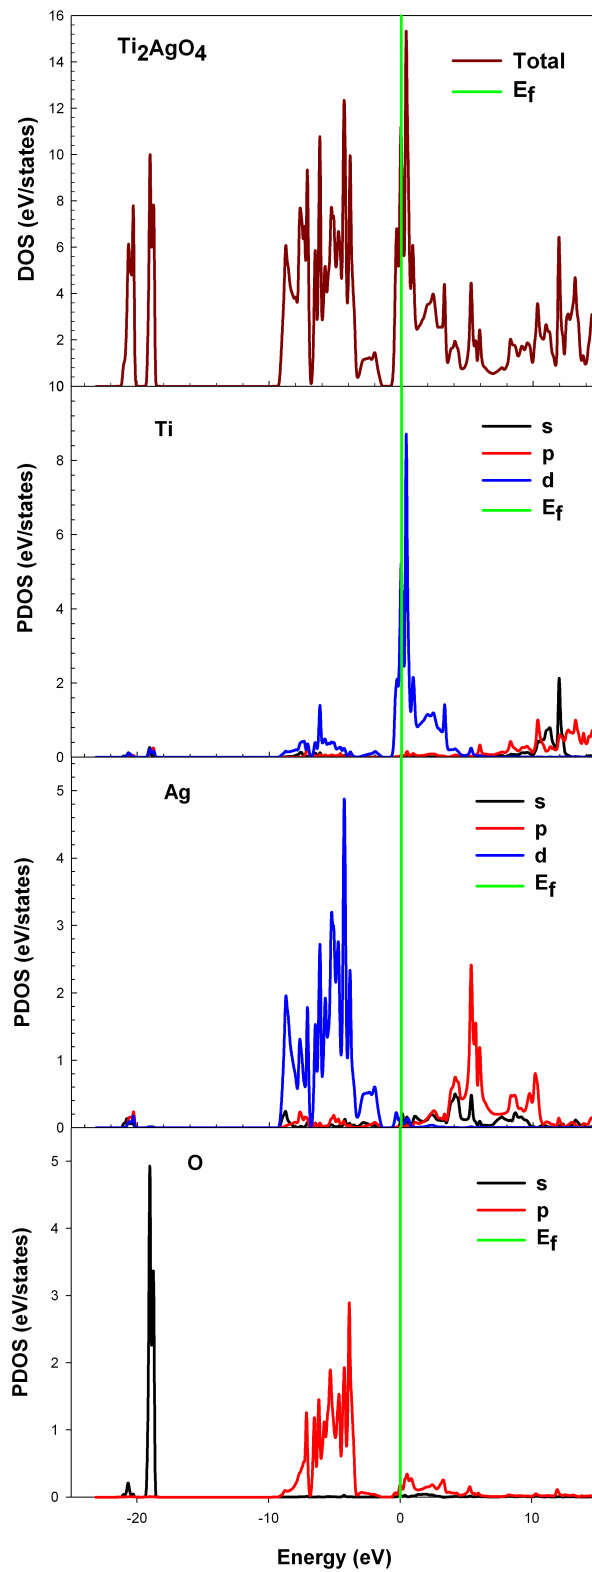 Ti2AgO4
Total
Ef
DOS (eV/states)
16
14
12
10
8
6
4
2
10
Ti
s
p
d
Ef
PDOS (eV/states)
8
6
4
2
0
Ag
s
p
d
Ef
PDOS (eV/states)
5
4
3
2
1
0
O
s
p
Ef
PDOS (eV/states)
5
4
3
2
1
0
-20 -10 0 10
Energy (eV)